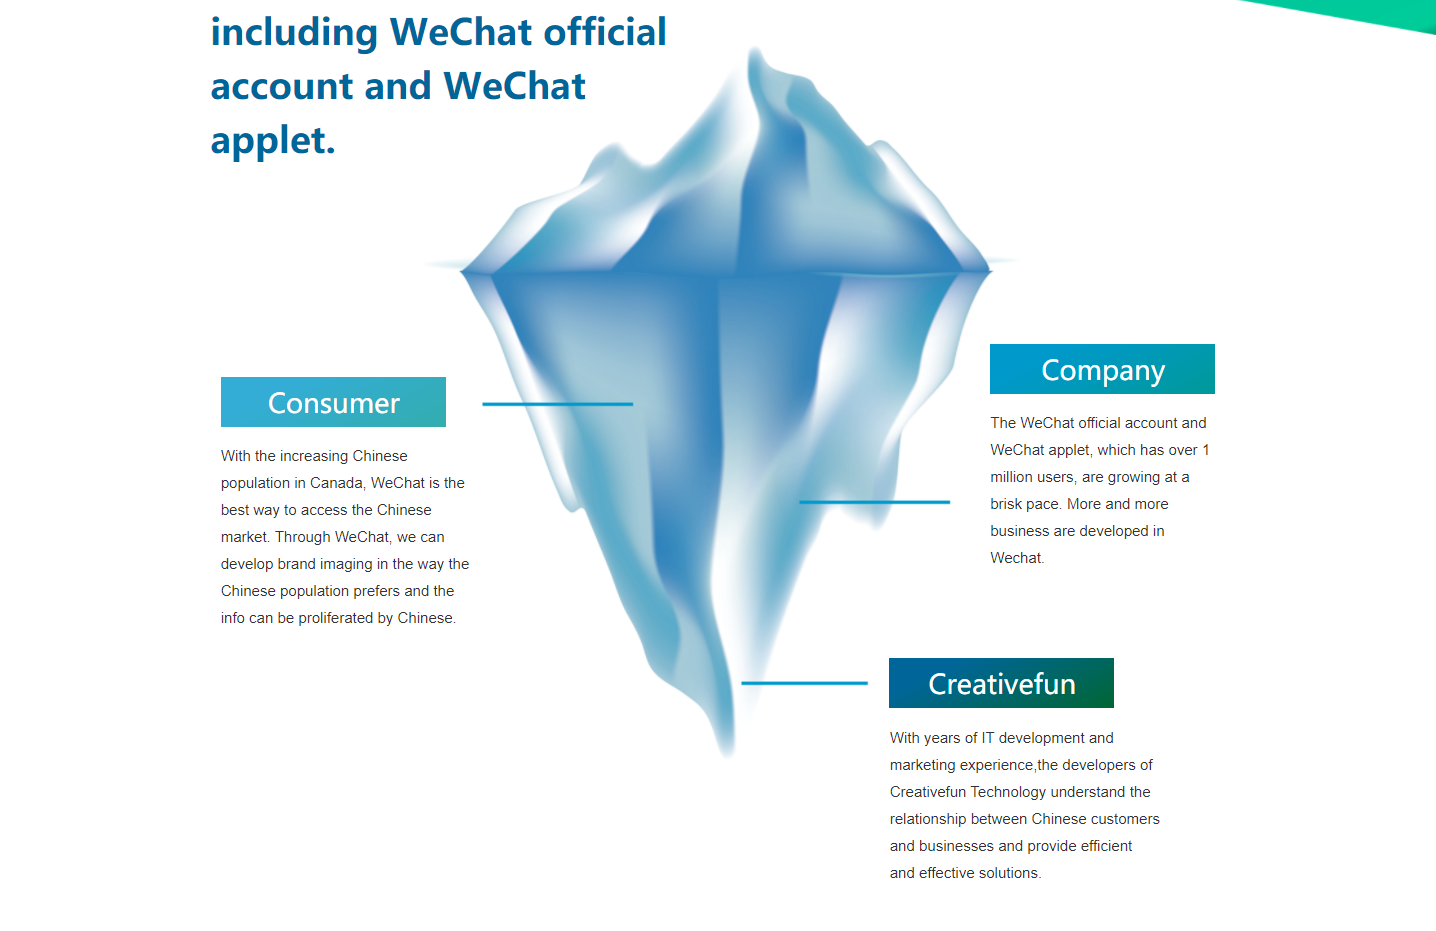 including WeChat official
account and WeChat
applet.
Consumer
With the increasing Chinese
population in Canada, WeChat is the
best way to access the Chinese
market. Through WeChat, we can
develop brand imaging in the way the
Chinese population prefers and the
info can be proliferated by Chinese.
Company
The WeChat official account and
WeChat applet, which has over 1
million users, are growing at a
brisk pace. More and more
business are developed in
Wechat.
Creativefun
With years of IT development and
marketing experience,the developers of
Creativefun Technology understand the
relationship between Chinese customers
and businesses and provide efficient
and effective solutions.